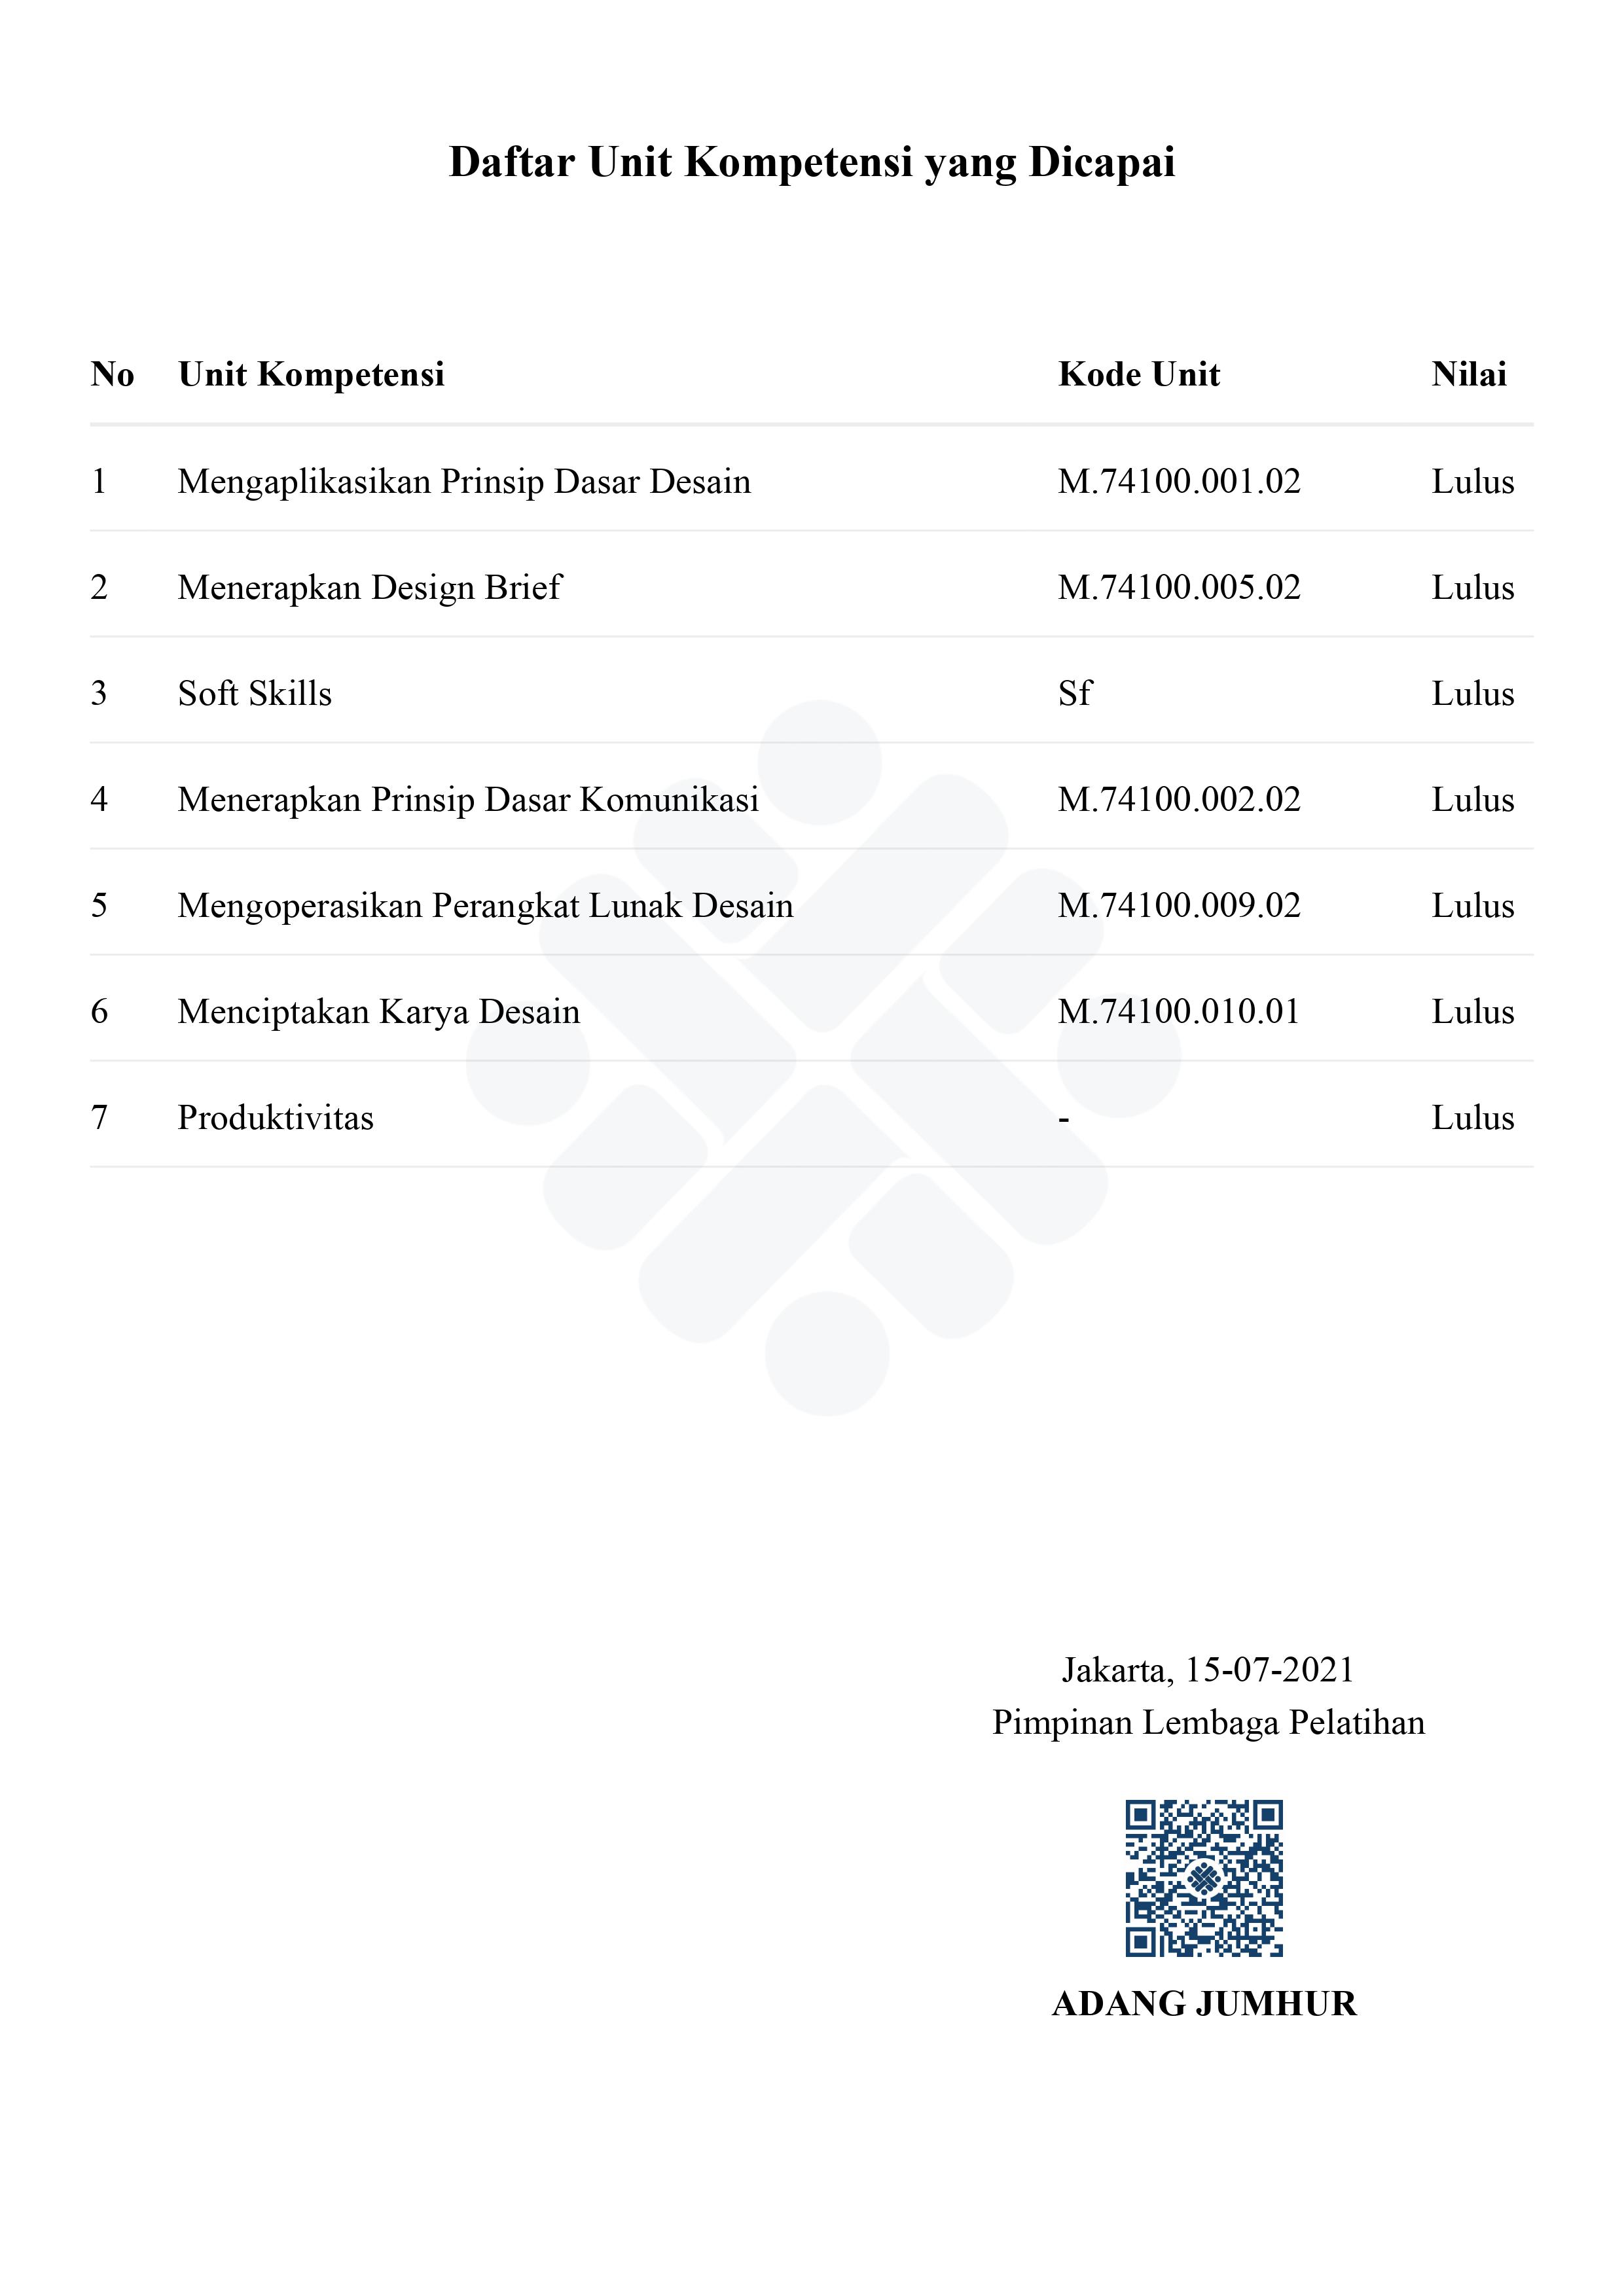 Daftar Unit Kompetensi yang Dicapai
No Unit Kompetensi Kode Unit Nilai
1 Mengaplikasikan Prinsip Dasar Desain M.74100.001.02 Lulus
2 Menerapkan Design Brief M.74100.005.02 Lulus
3 Soft Skills Sf Lulus
4 Menerapkan Prinsip Dasar Komunikasi M.74100.002.02 Lulus
5 Mengoperasikan Perangkat Lunak Desain M.74100.009.02 Lulus
6 Menciptakan Karya Desain M.74100.010.01 Lulus
7 Produktivitas - Lulus
Jakarta, 15-07-2021
Pimpinan Lembaga Pelatihan
ADANG JUMHUR